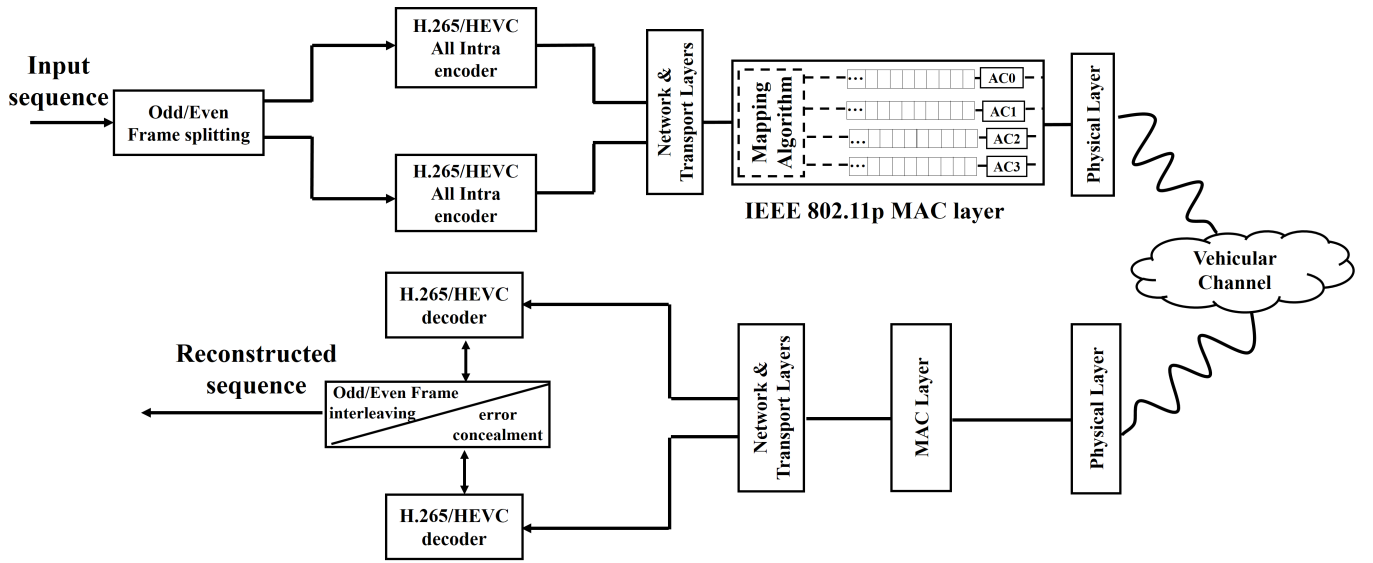 Input
sequence
Odd/Even
Frame splitting
H.265/HEVC
All Intra
encoder
H.265/HEVC
All Intra
encoder
Network &
Transport Layers
Mapping
Algorithm
... AC0
... AC1
... AC2
... AC3
IEEE 802.11p MAC layer
Physical Layer
Vehicular
Channel
Physical Layer
MAC Layer
Network &
Transport Layers
H.265/HEVC
decoder
Odd/Even Frame
interleaving
error
concealment
H.265/HEVC
decoder
Reconstructed
sequence